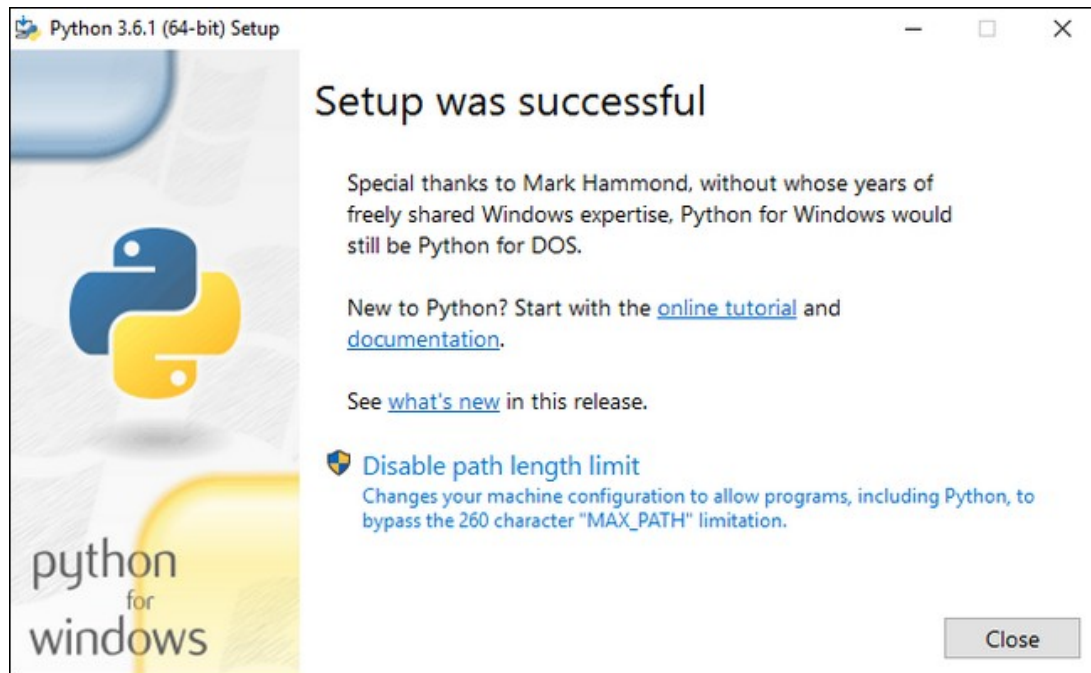 Python 3.6.1 (64-bit) Setup
Setup was successful
Special thanks to Mark Hammond, without whose years of
freely shared Windows expertise, Python for Windows would
still be Python for DOS.
New to Python? Start with the online tutorial and
documentation.
See what's new in this release.
Disable path length limit
Changes your machine configuration to allow programs, including Python, to
bypass the 260 character "MAX_PATH" limitation.
python
for
windows
Close